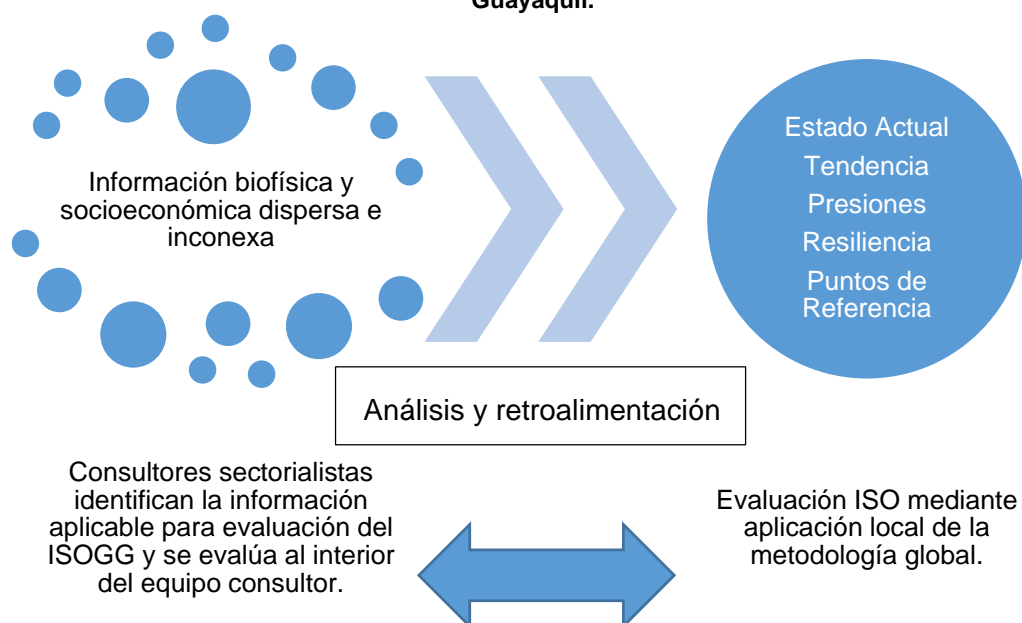 Guayaquil.
Información biofísica y
socioeconómica dispersa e
inconexa
Estado Actual
Tendencia
Presiones
Resiliencia
Puntos de
Referencia
Análisis y retroalimentación
Consultores sectorialistas
identifican la información
aplicable para evaluación del
ISOGG y se evalúa al interior
del equipo consultor.
Evaluación ISO mediante
aplicación local de la
metodología global.